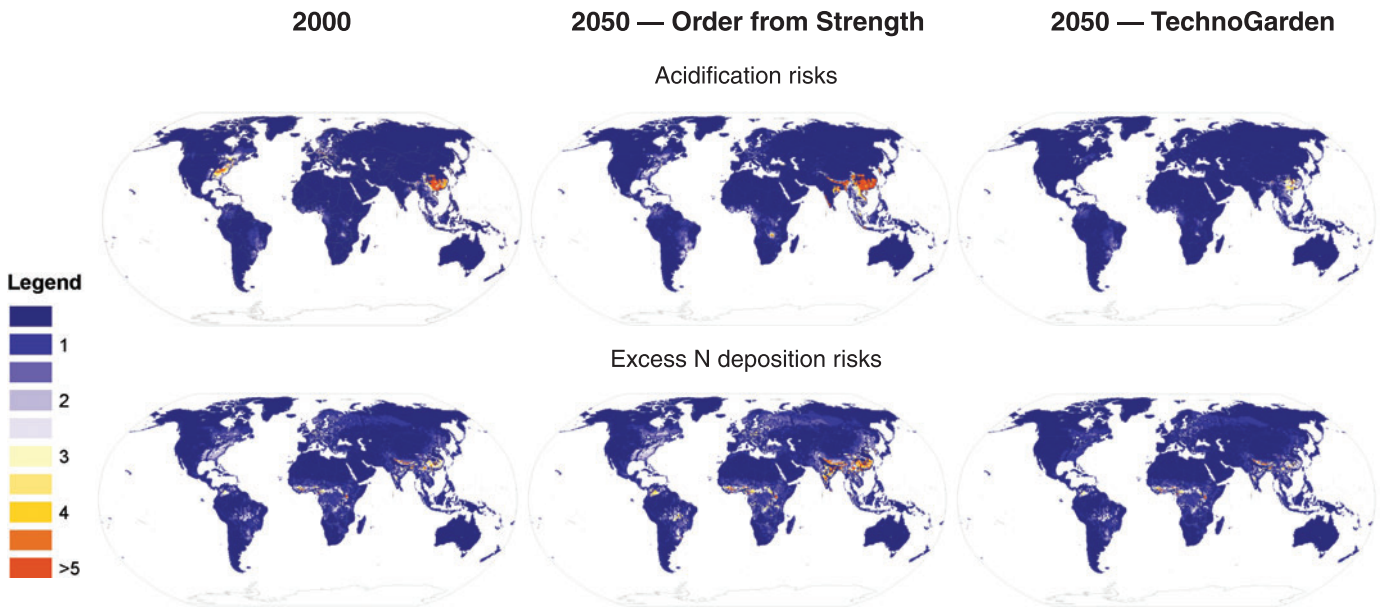 2000
2050 — Order from Strength
2050 — TechnoGarden
Acidification risks
Legend
1
2
3
4
>5
Excess N deposition risks